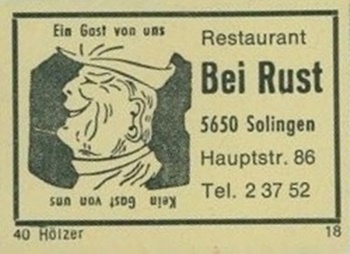 Ein Gast von uns
Kein Gast von uns
Restaurant
Bei Rust
5650 Solingen
Hauptstr. 86
Tel. 2 37 52
40 Hölzer
18